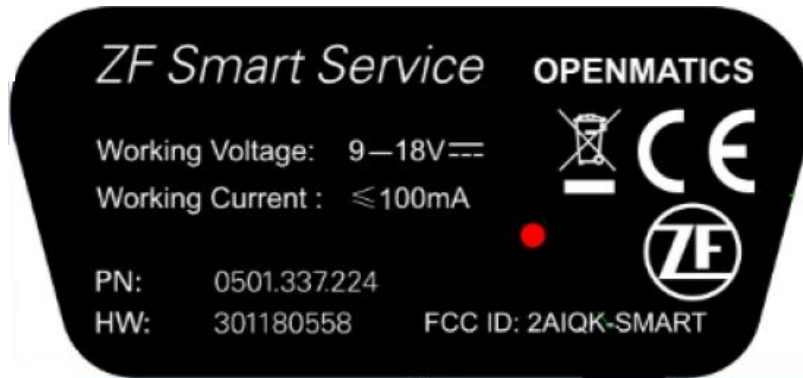 ZF Smart Service OPENMATICS
Working Voltage: 9—18V⎓
Working Current : ≤100mA
ZF
PN: 0501.337.224
HW: 301180558 FCC ID: 2AIQK-SMART